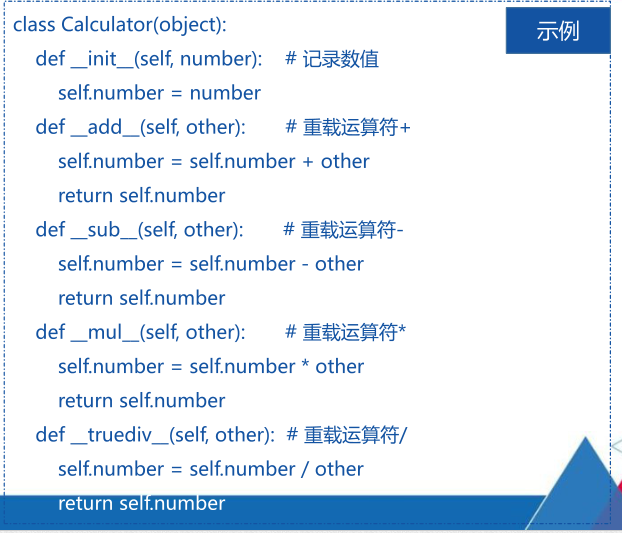 示例
class Calculator(object):
def __init__(self, number): # 记录数值
self.number = number
def __add__(self, other): # 重载运算符+
self.number = self.number + other
return self.number
def __sub__(self, other): # 重载运算符-
self.number = self.number - other
return self.number
def __mul__(self, other): # 重载运算符*
self.number = self.number * other
return self.number
def __truediv__(self, other): # 重载运算符/
self.number = self.number / other
return self.number